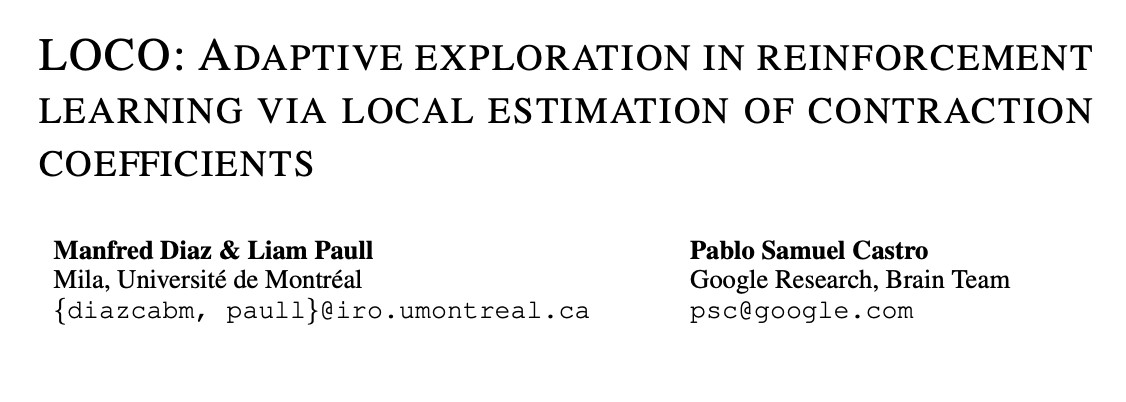 LOCO: ADAPTIVE EXPLORATION IN REINFORCEMENT
LEARNING VIA LOCAL ESTIMATION OF CONTRACTION
COEFFICIENTS
Manfred Diaz & Liam Paull
Mila, Université de Montréal
{diazcabm, paull}@iro.umontreal.ca
Pablo Samuel Castro
Google Research, Brain Team
psc@google.com